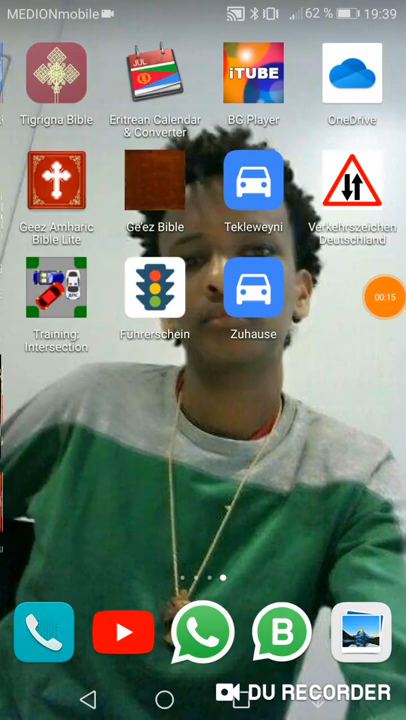 MEDIONmobile
62 %
19:39
JUL
iTUBE
Tigrigna Bible
Eritrean Calendar
& Converter
BG Player
OneDrive
Geez Amharic
Bible Lite
Ge'ez Bible
Tekleweyni
Verkehrszeichen
Deutschland
00:15
Training:
Intersection
Führerschein
Zuhause
B
DU RECORDER